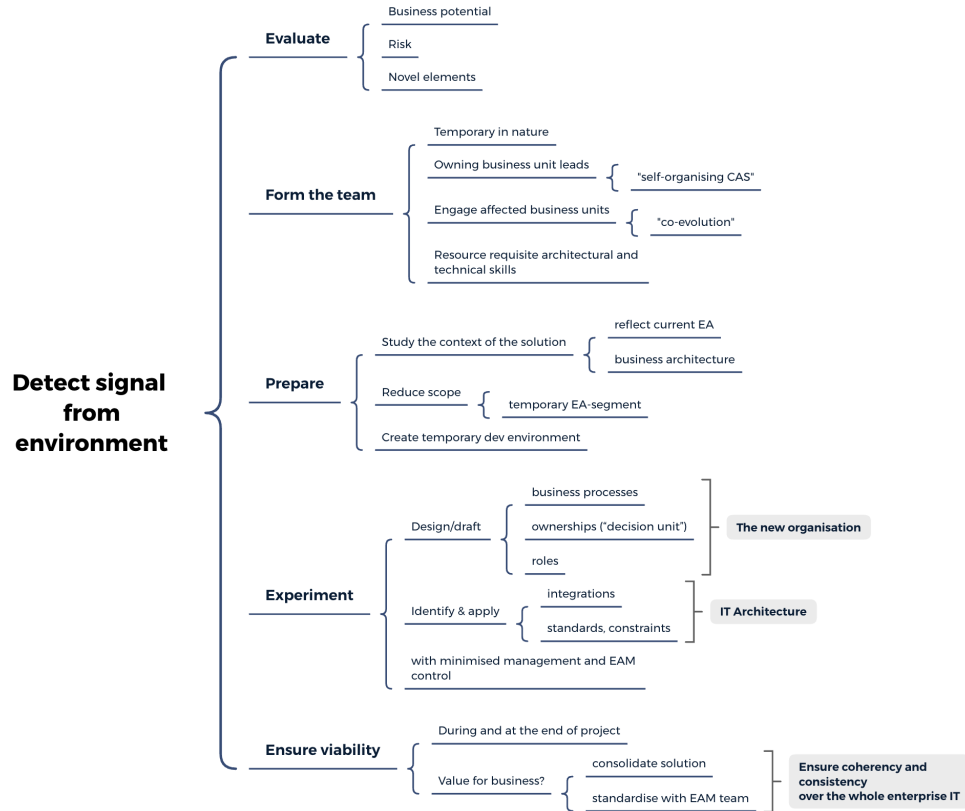 Detect signal
from
environment
Evaluate
Business potential
Risk
Novel elements
Form the team
Temporary in nature
Owning business unit leads
"self-organising CAS"
Engage affected business units
"co-evolution"
Resource requisite architectural and
technical skills
Prepare
Study the context of the solution
reflect current EA
business architecture
Reduce scope
temporary EA-segment
Create temporary dev environment
Experiment
Design/draft
business processes
ownerships (“decision unit”)
roles
The new organisation
Identify & apply
integrations
standards, constraints
IT Architecture
with minimised management and EAM
control
Ensure viability
During and at the end of project
Value for business?
consolidate solution
standardise with EAM team
Ensure coherency and
consistency
over the whole enterprise IT